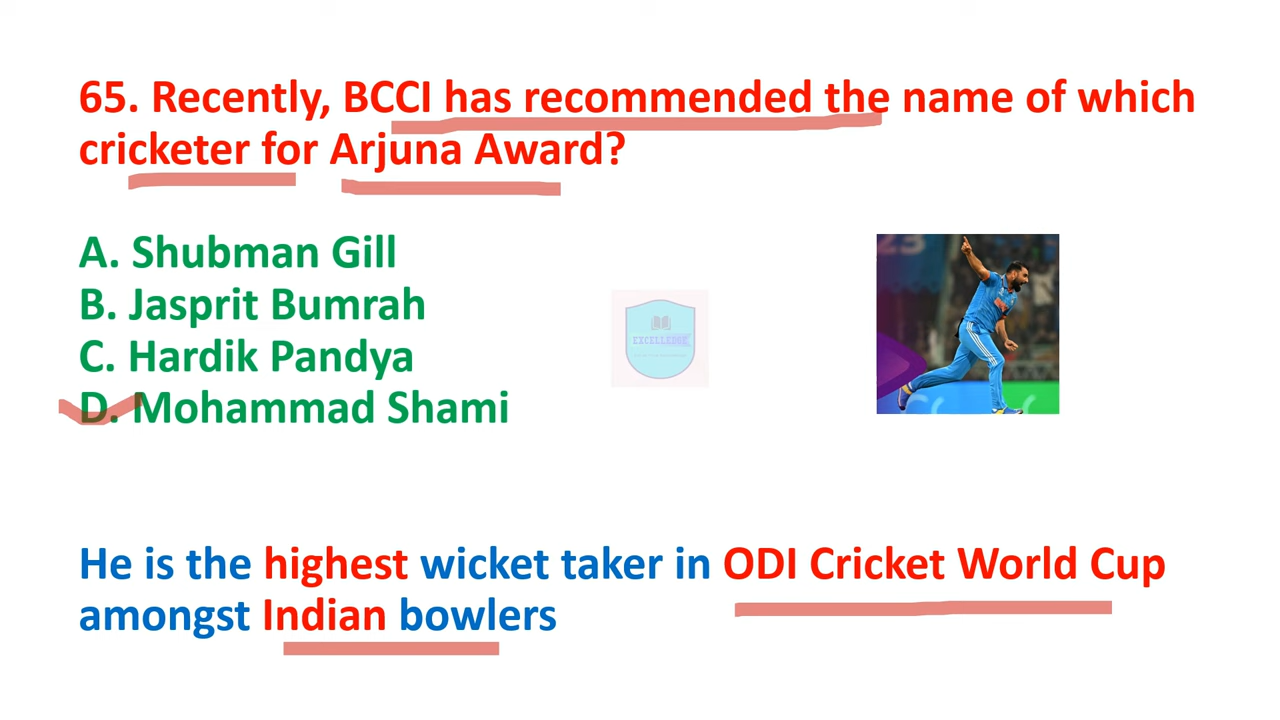 65. Recently, BCCI has recommended the name of which
cricketer for Arjuna Award?
A. Shubman Gill
B. Jasprit Bumrah
C. Hardik Pandya
D. Mohammad Shami
EXCELLEDGE
He is the highest wicket taker in ODI Cricket World Cup
amongst Indian bowlers